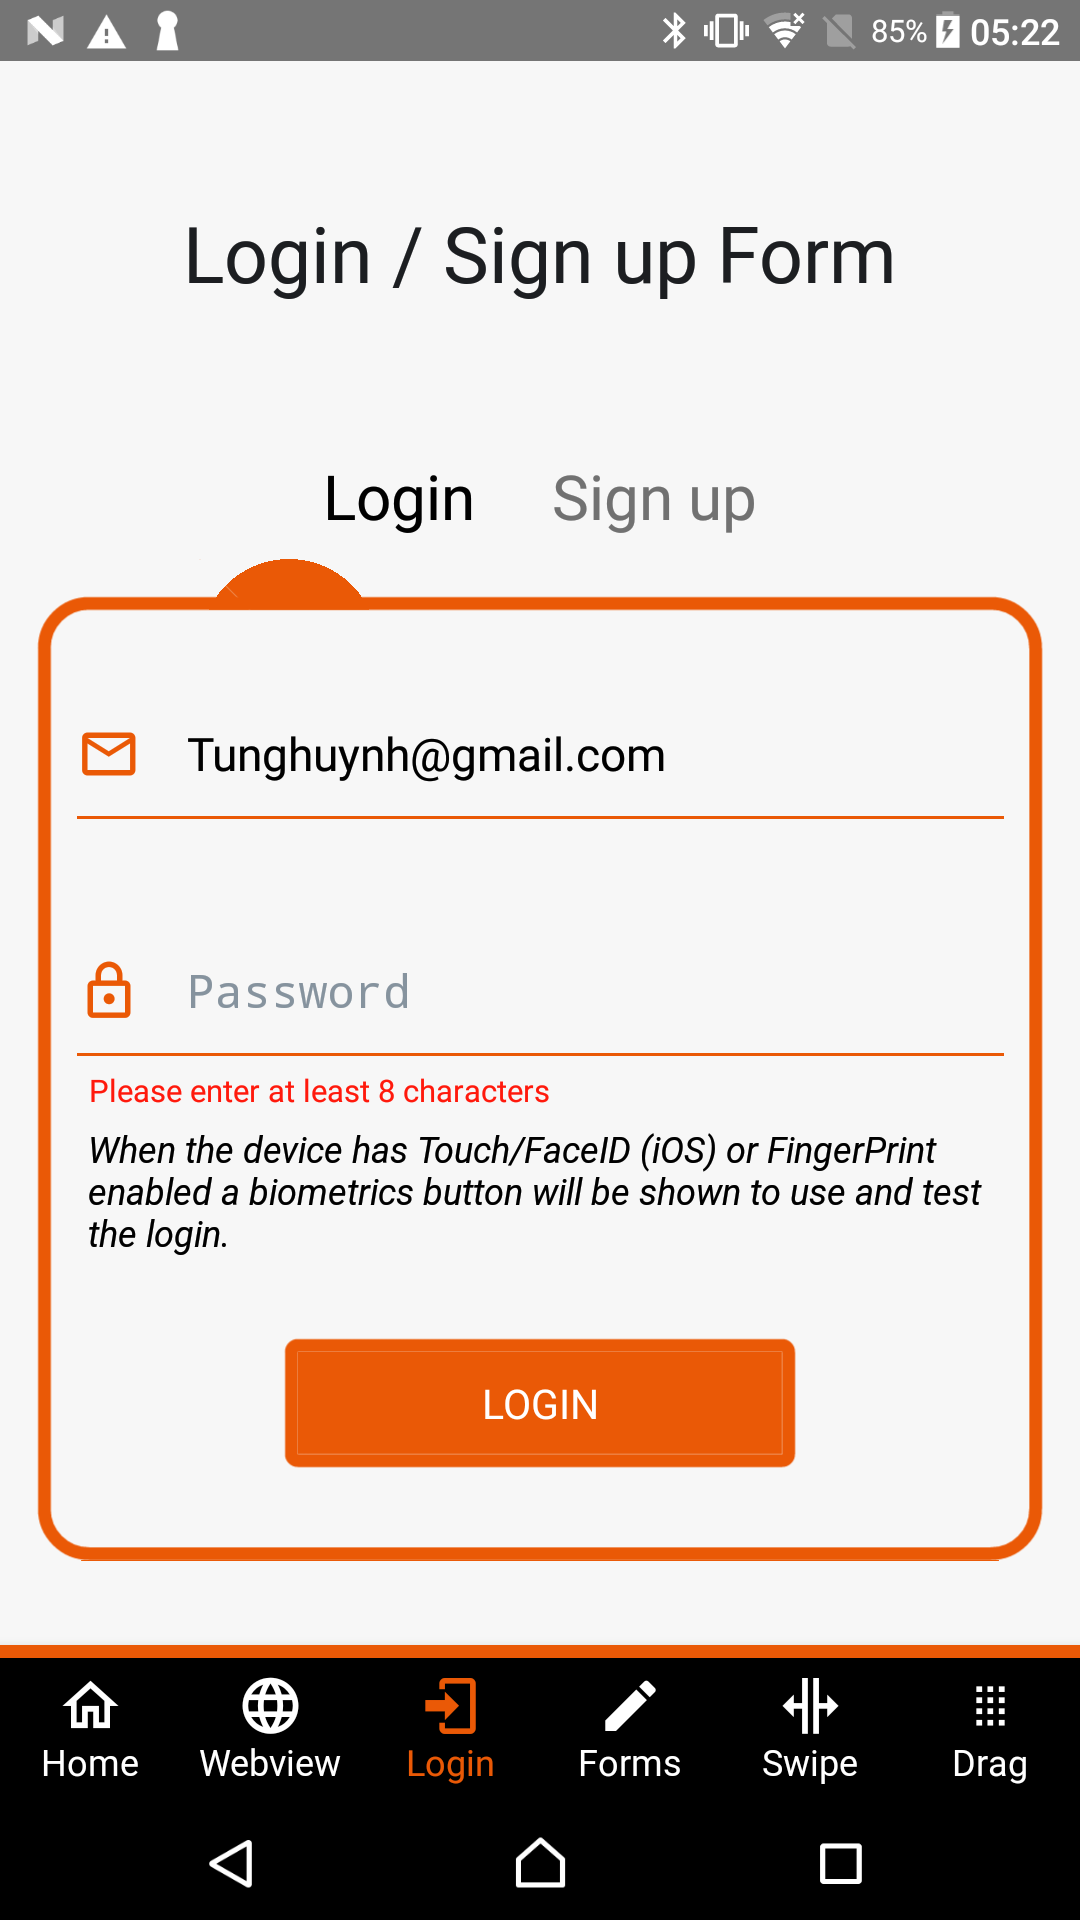 85% 05:22
Login / Sign up Form
Login Sign up
Tunghuynh@gmail.com
Password
Please enter at least 8 characters
When the device has Touch/FaceID (iOS) or FingerPrint
enabled a biometrics button will be shown to use and test
the login.
LOGIN
Home Webview Login Forms Swipe Drag